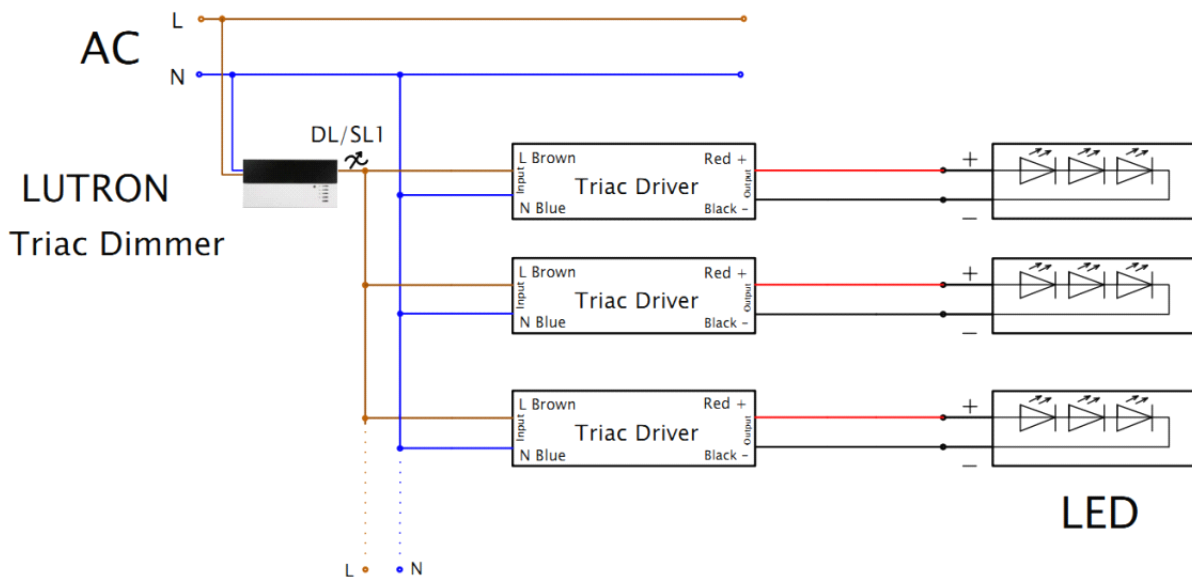 L
AC
N
DL/SL1
LUTRON
Triac Dimmer
L Brown
Red +
Input
Triac Driver
Output
N Blue
Black -
+
−
L Brown
Red +
Input
Triac Driver
Output
N Blue
Black -
+
−
L Brown
Red +
Input
Triac Driver
Output
N Blue
Black -
+
−
LED
L
N